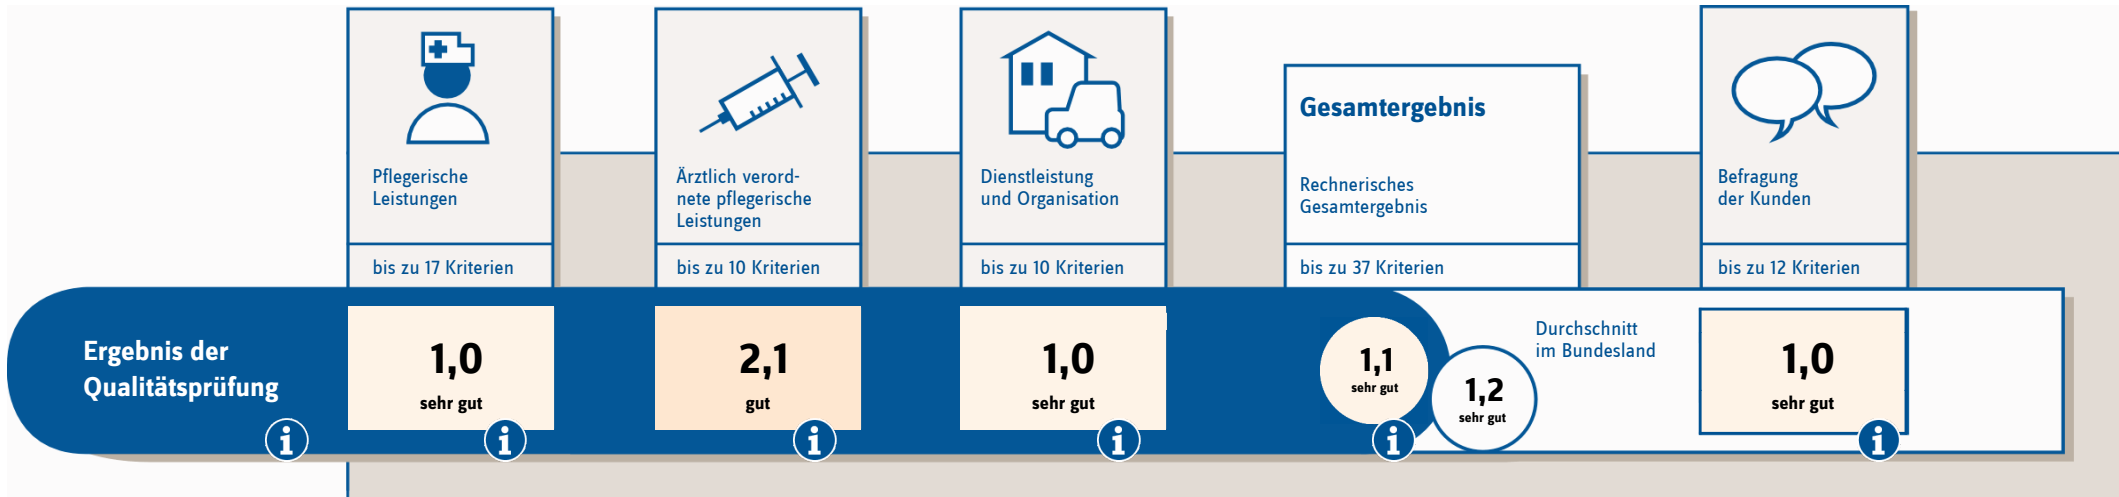 Pflegerische
Leistungen
bis zu 17 Kriterien
Ärztlich verord-
nete pflegerische
Leistungen
bis zu 10 Kriterien
Dienstleistung
und Organisation
bis zu 10 Kriterien
Gesamtergebnis
Rechnerisches
Gesamtergebnis
bis zu 37 Kriterien
Befragung
der Kunden
bis zu 12 Kriterien
Ergebnis der
Qualitätsprüfung
i
1,0
sehr gut
i
2,1
gut
i
1,0
sehr gut
i
1,1
sehr gut
i
1,2
sehr gut
Durchschnitt
im Bundesland
1,0
sehr gut
i